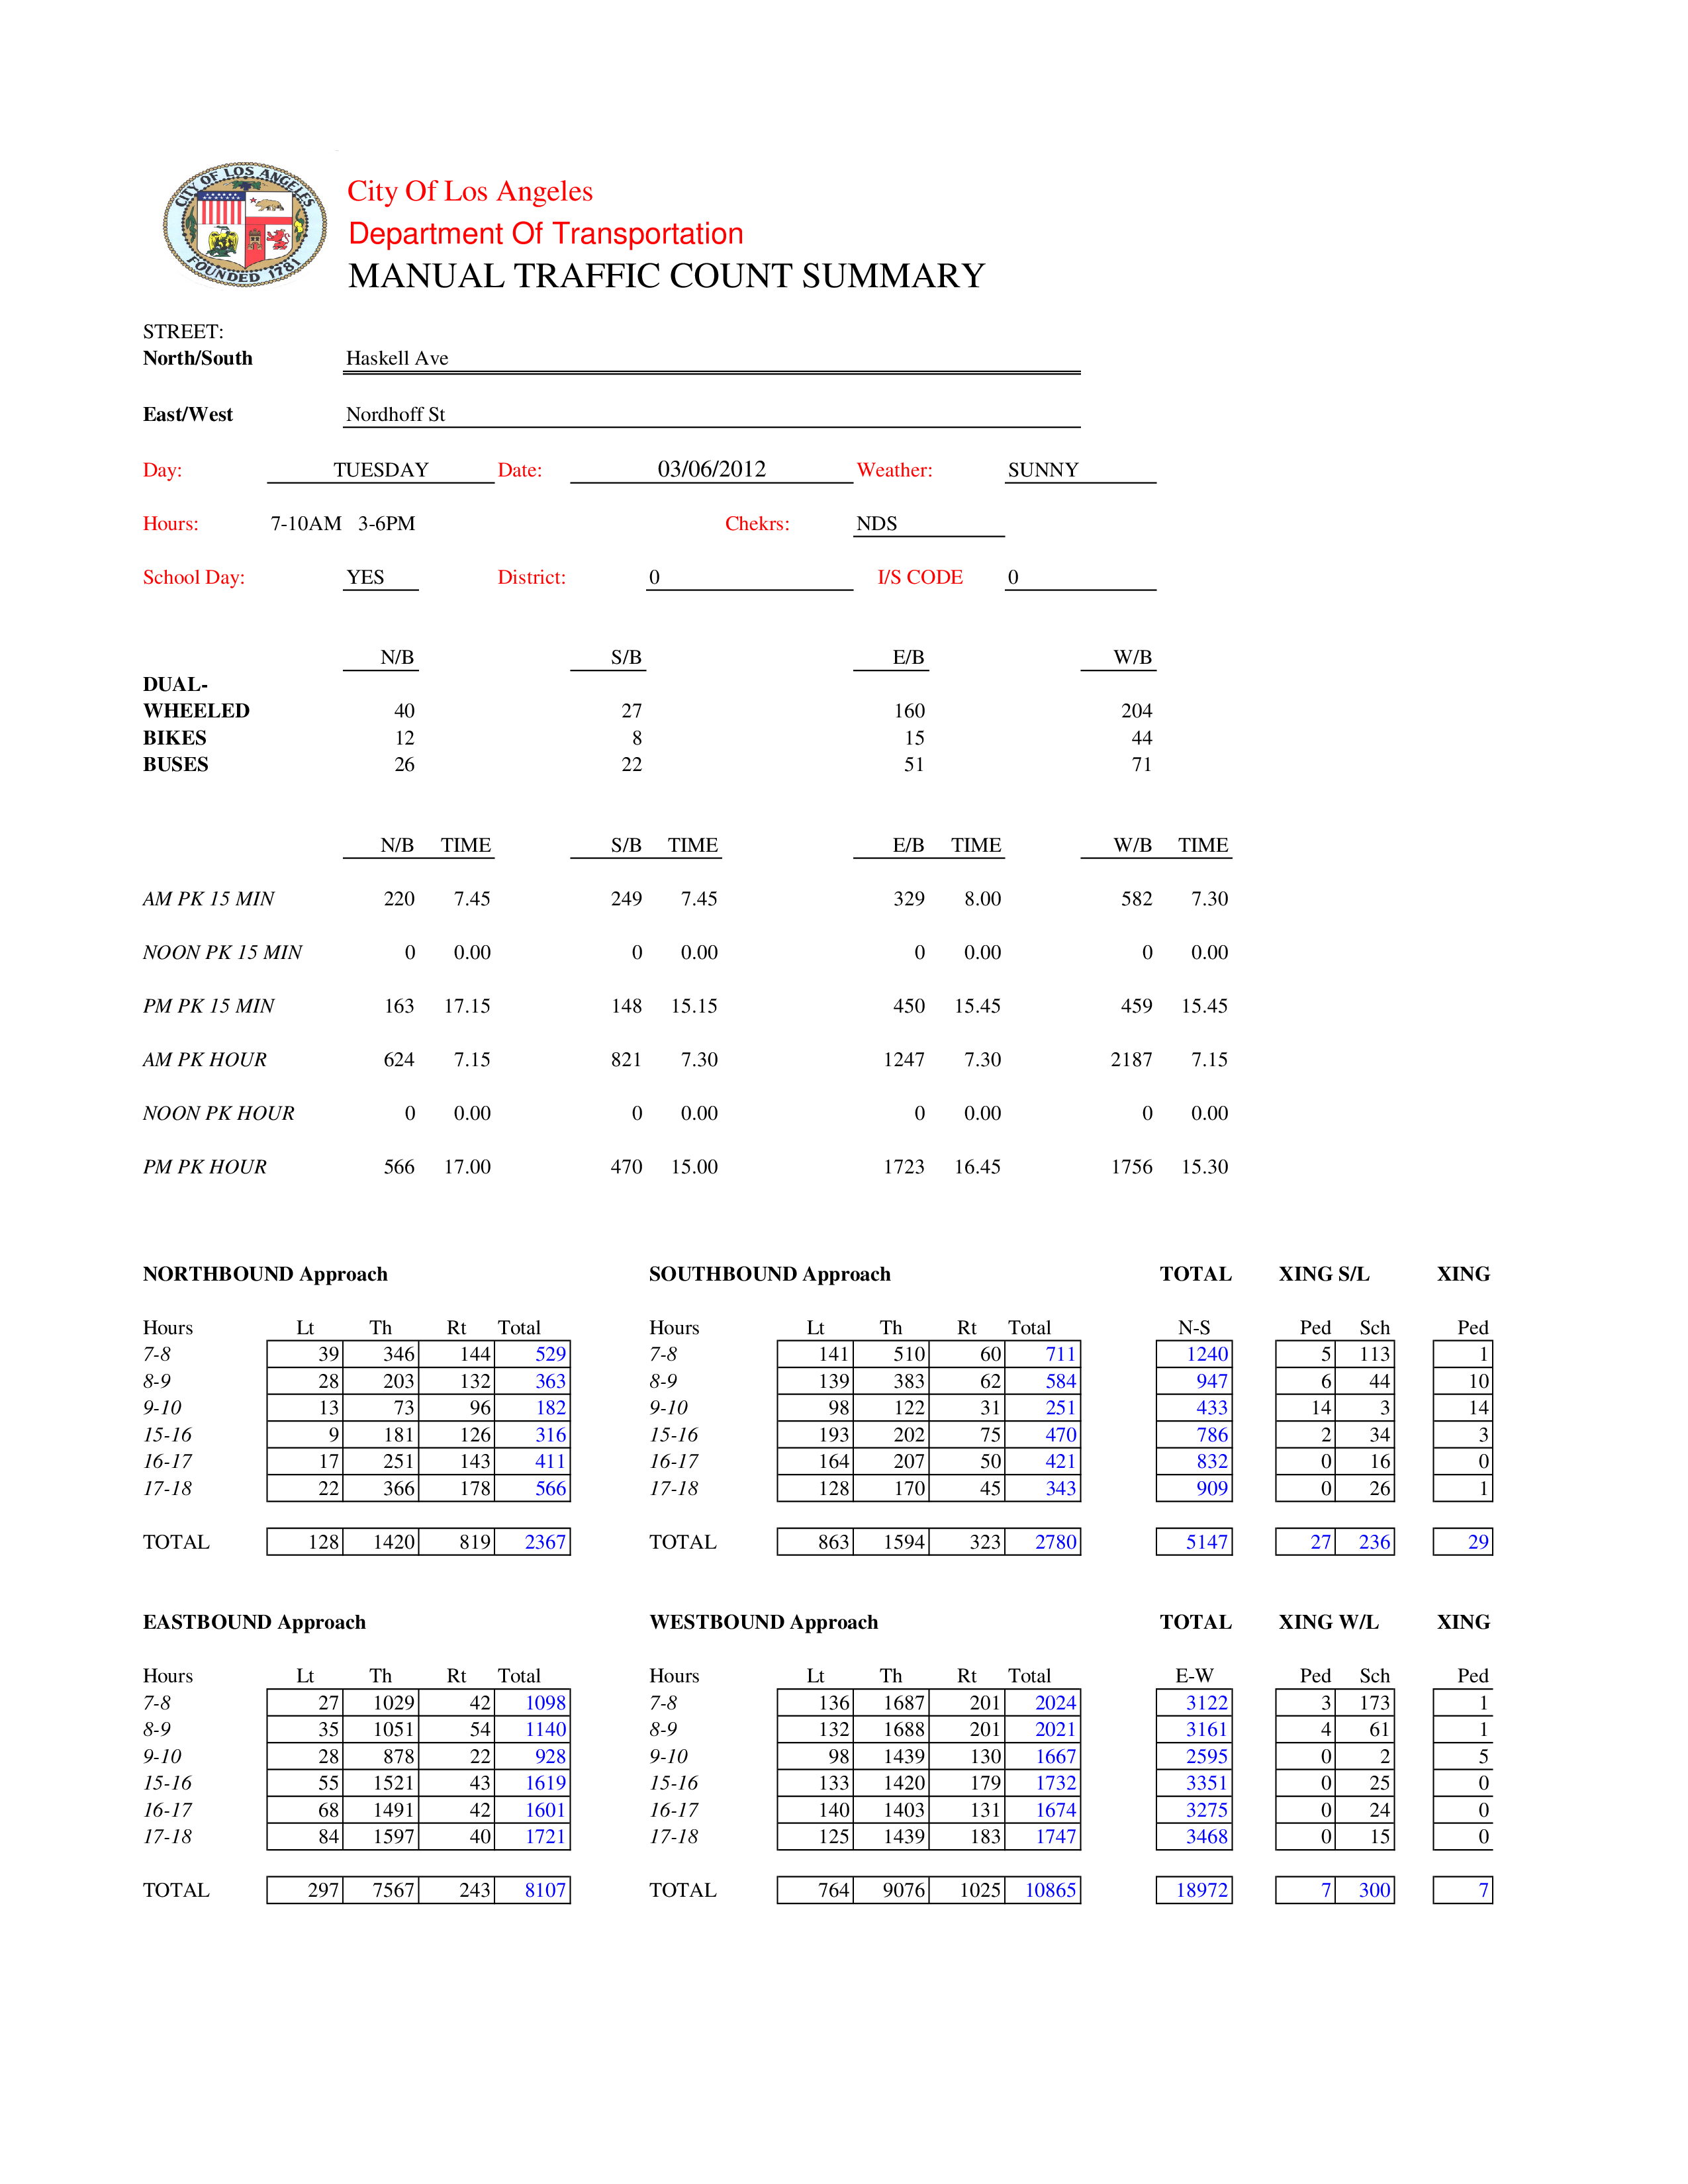 CITY OF LOS ANGELES
FOUNDED 1781
City Of Los Angeles
Department Of Transportation
MANUAL TRAFFIC COUNT SUMMARY
STREET:
North/South Haskell Ave
East/West Nordhoff St
Day: TUESDAY Date: 03/06/2012 Weather: SUNNY
Hours: 7-10AM 3-6PM Chekrs: NDS
School Day: YES District: 0 I/S CODE 0
N/B S/B E/B W/B
DUAL-
WHEELED 40 27 160 204
BIKES 12 8 15 44
BUSES 26 22 51 71
N/B TIME S/B TIME E/B TIME W/B TIME
AM PK 15 MIN 220 7.45 249 7.45 329 8.00 582 7.30
NOON PK 15 MIN 0 0.00 0 0.00 0 0.00 0 0.00
PM PK 15 MIN 163 17.15 148 15.15 450 15.45 459 15.45
AM PK HOUR 624 7.15 821 7.30 1247 7.30 2187 7.15
NOON PK HOUR 0 0.00 0 0.00 0 0.00 0 0.00
PM PK HOUR 566 17.00 470 15.00 1723 16.45 1756 15.30
NORTHBOUND Approach SOUTHBOUND Approach TOTAL XING S/L XING
Hours Lt Th Rt Total Hours Lt Th Rt Total N-S Ped Sch Ped
7-8 39 346 144 529 7-8 141 510 60 711 1240 5 113 1
8-9 28 203 132 363 8-9 139 383 62 584 947 6 44 10
9-10 13 73 96 182 9-10 98 122 31 251 433 14 3 14
15-16 9 181 126 316 15-16 193 202 75 470 786 2 34 3
16-17 17 251 143 411 16-17 164 207 50 421 832 0 16 0
17-18 22 366 178 566 17-18 128 170 45 343 909 0 26 1
TOTAL 128 1420 819 2367 TOTAL 863 1594 323 2780 5147 27 236 29
EASTBOUND Approach WESTBOUND Approach TOTAL XING W/L XING
Hours Lt Th Rt Total Hours Lt Th Rt Total E-W Ped Sch Ped
7-8 27 1029 42 1098 7-8 136 1687 201 2024 3122 3 173 1
8-9 35 1051 54 1140 8-9 132 1688 201 2021 3161 4 61 1
9-10 28 878 22 928 9-10 98 1439 130 1667 2595 0 2 5
15-16 55 1521 43 1619 15-16 133 1420 179 1732 3351 0 25 0
16-17 68 1491 42 1601 16-17 140 1403 131 1674 3275 0 24 0
17-18 84 1597 40 1721 17-18 125 1439 183 1747 3468 0 15 0
TOTAL 297 7567 243 8107 TOTAL 764 9076 1025 10865 18972 7 300 7